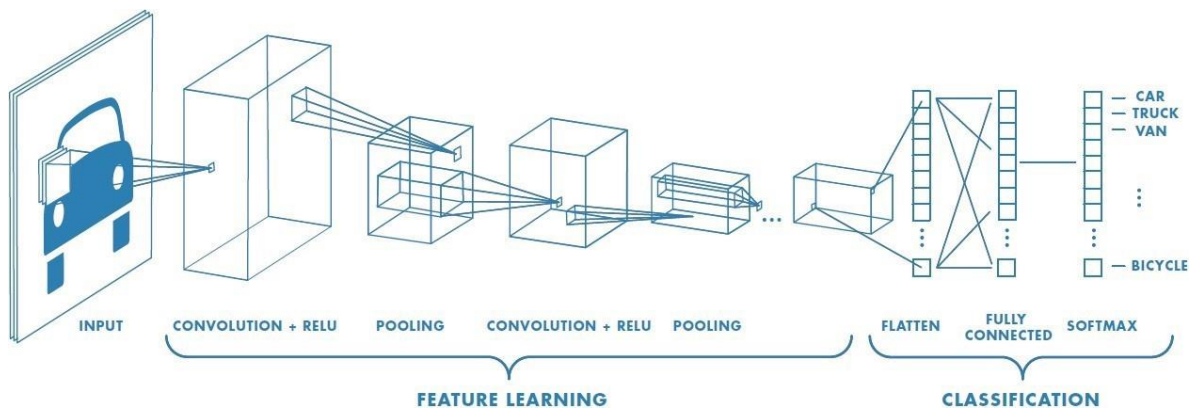 CAR
TRUCK
VAN
BICYCLE
INPUT
CONVOLUTION + RELU
POOLING
CONVOLUTION + RELU
POOLING
FLATTEN
FULLY
CONNECTED
SOFTMAX
FEATURE LEARNING
CLASSIFICATION